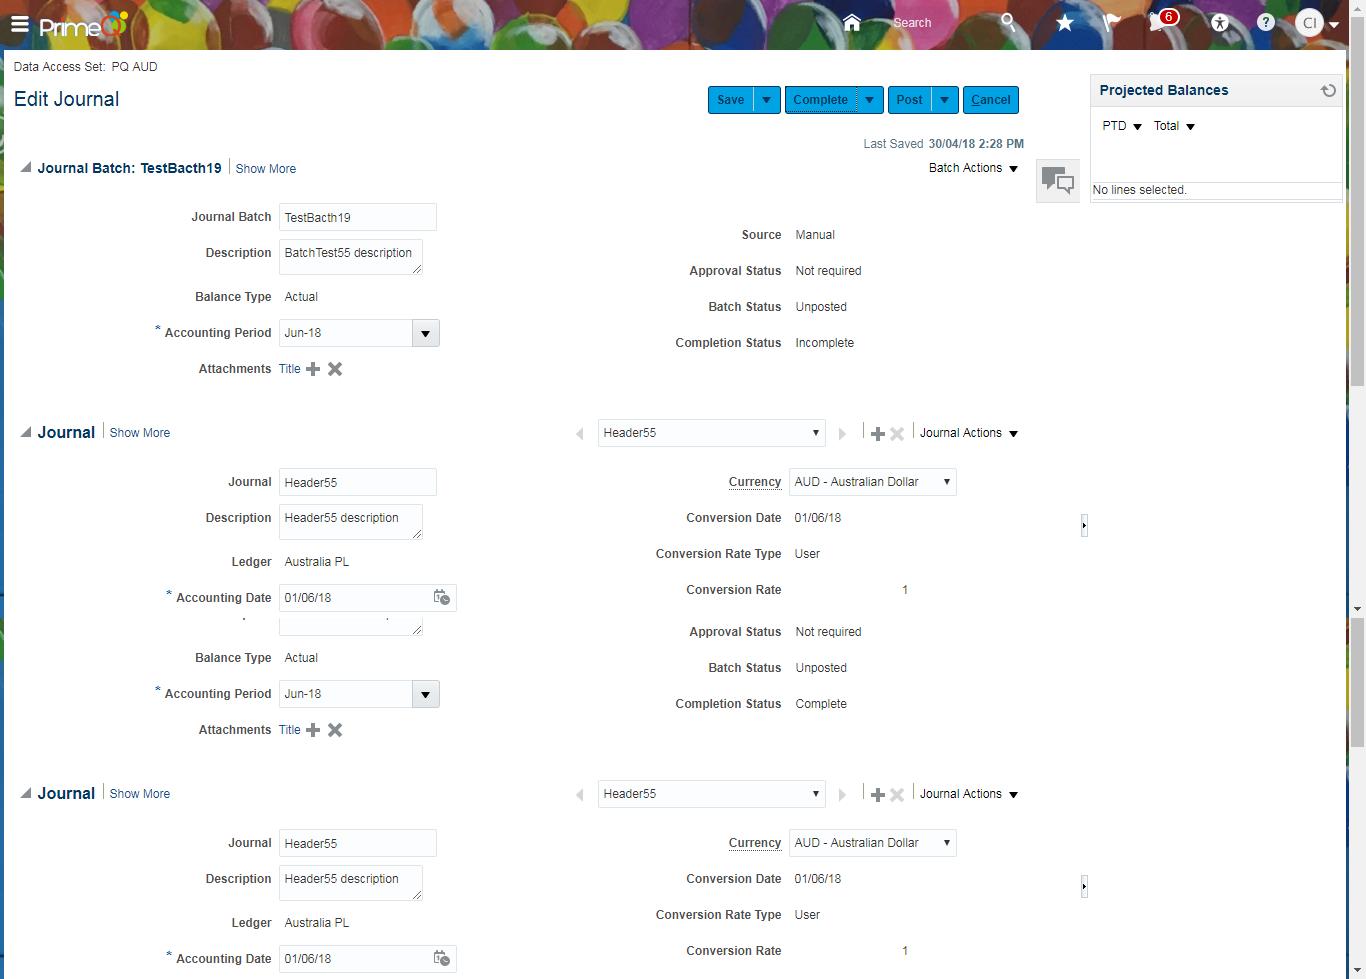 PrimeQ
Search
6
?
CI
Data Access Set: PQ AUD
Edit Journal
Save
Complete
Post
Cancel
Last Saved 30/04/18 2:28 PM
Projected Balances
PTD
Total
No lines selected.
Journal Batch: TestBacth19
Show More
Batch Actions
Journal Batch TestBacth19
Description BatchTest55 description
Balance Type Actual
* Accounting Period Jun-18
Attachments Title
Source Manual
Approval Status Not required
Batch Status Unposted
Completion Status Incomplete
Journal
Show More
Header55
Journal Actions
Journal Header55
Description Header55 description
Ledger Australia PL
* Accounting Date 01/06/18
Currency AUD - Australian Dollar
Conversion Date 01/06/18
Conversion Rate Type User
Conversion Rate 1
Balance Type Actual
* Accounting Period Jun-18
Attachments Title
Approval Status Not required
Batch Status Unposted
Completion Status Complete
Journal
Show More
Header55
Journal Actions
Journal Header55
Description Header55 description
Ledger Australia PL
* Accounting Date 01/06/18
Currency AUD - Australian Dollar
Conversion Date 01/06/18
Conversion Rate Type User
Conversion Rate 1